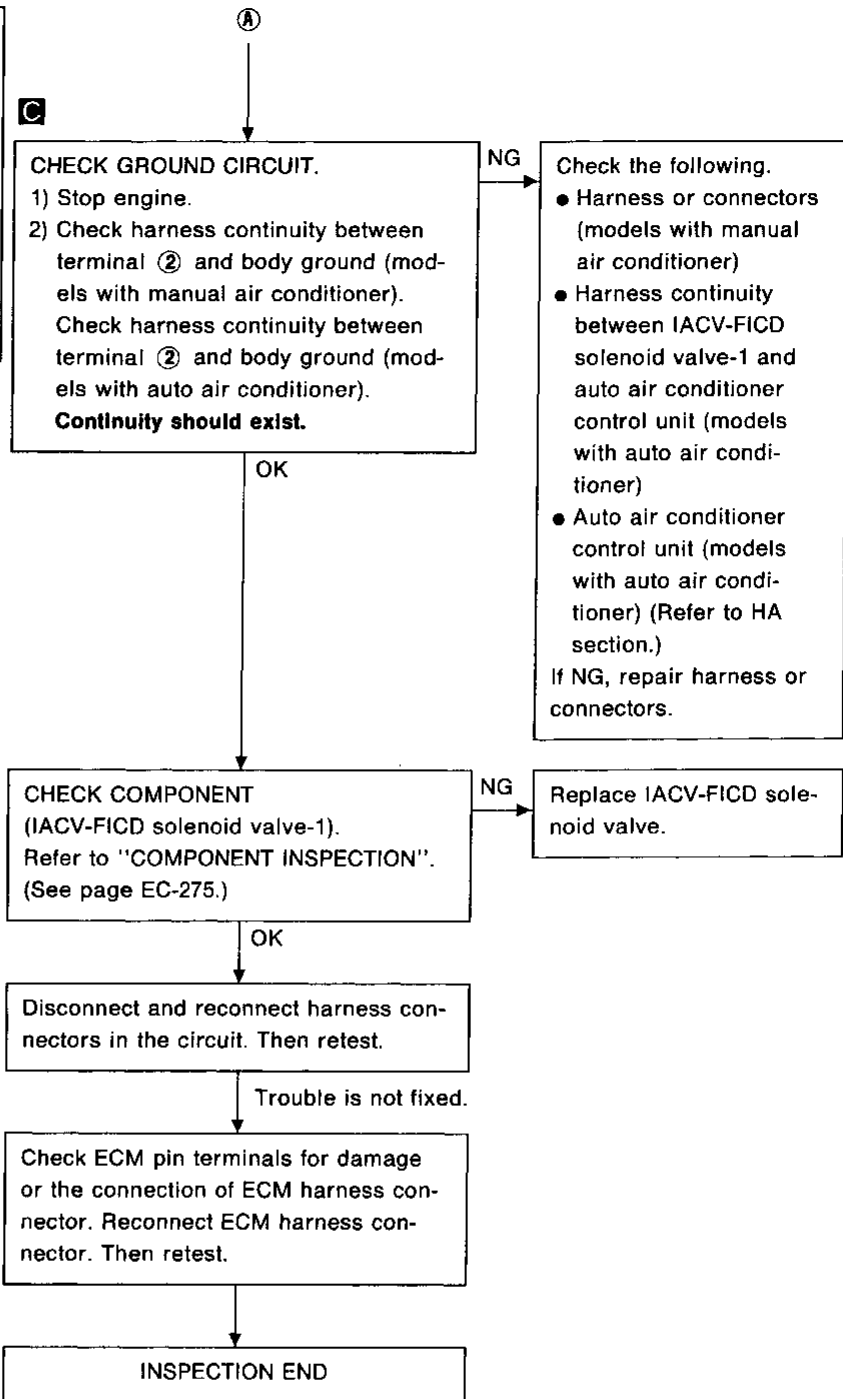 Ⓐ
C
CHECK GROUND CIRCUIT.
1) Stop engine.
2) Check harness continuity between
terminal ② and body ground (mod-
els with manual air conditioner).
Check harness continuity between
terminal ② and body ground (mod-
els with auto air conditioner).
Continuity should exist.
NG
Check the following.
● Harness or connectors
(models with manual
air conditioner)
● Harness continuity
between IACV-FICD
solenoid valve-1 and
auto air conditioner
control unit (models
with auto air condi-
tioner)
● Auto air conditioner
control unit (models
with auto air condi-
tioner) (Refer to HA
section.)
If NG, repair harness or
connectors.
OK
CHECK COMPONENT
(IACV-FICD solenoid valve-1).
Refer to "COMPONENT INSPECTION".
(See page EC-275.)
NG
Replace IACV-FICD sole-
noid valve.
OK
Disconnect and reconnect harness con-
nectors in the circuit. Then retest.
Trouble is not fixed.
Check ECM pin terminals for damage
or the connection of ECM harness con-
nector. Reconnect ECM harness con-
nector. Then retest.
INSPECTION END